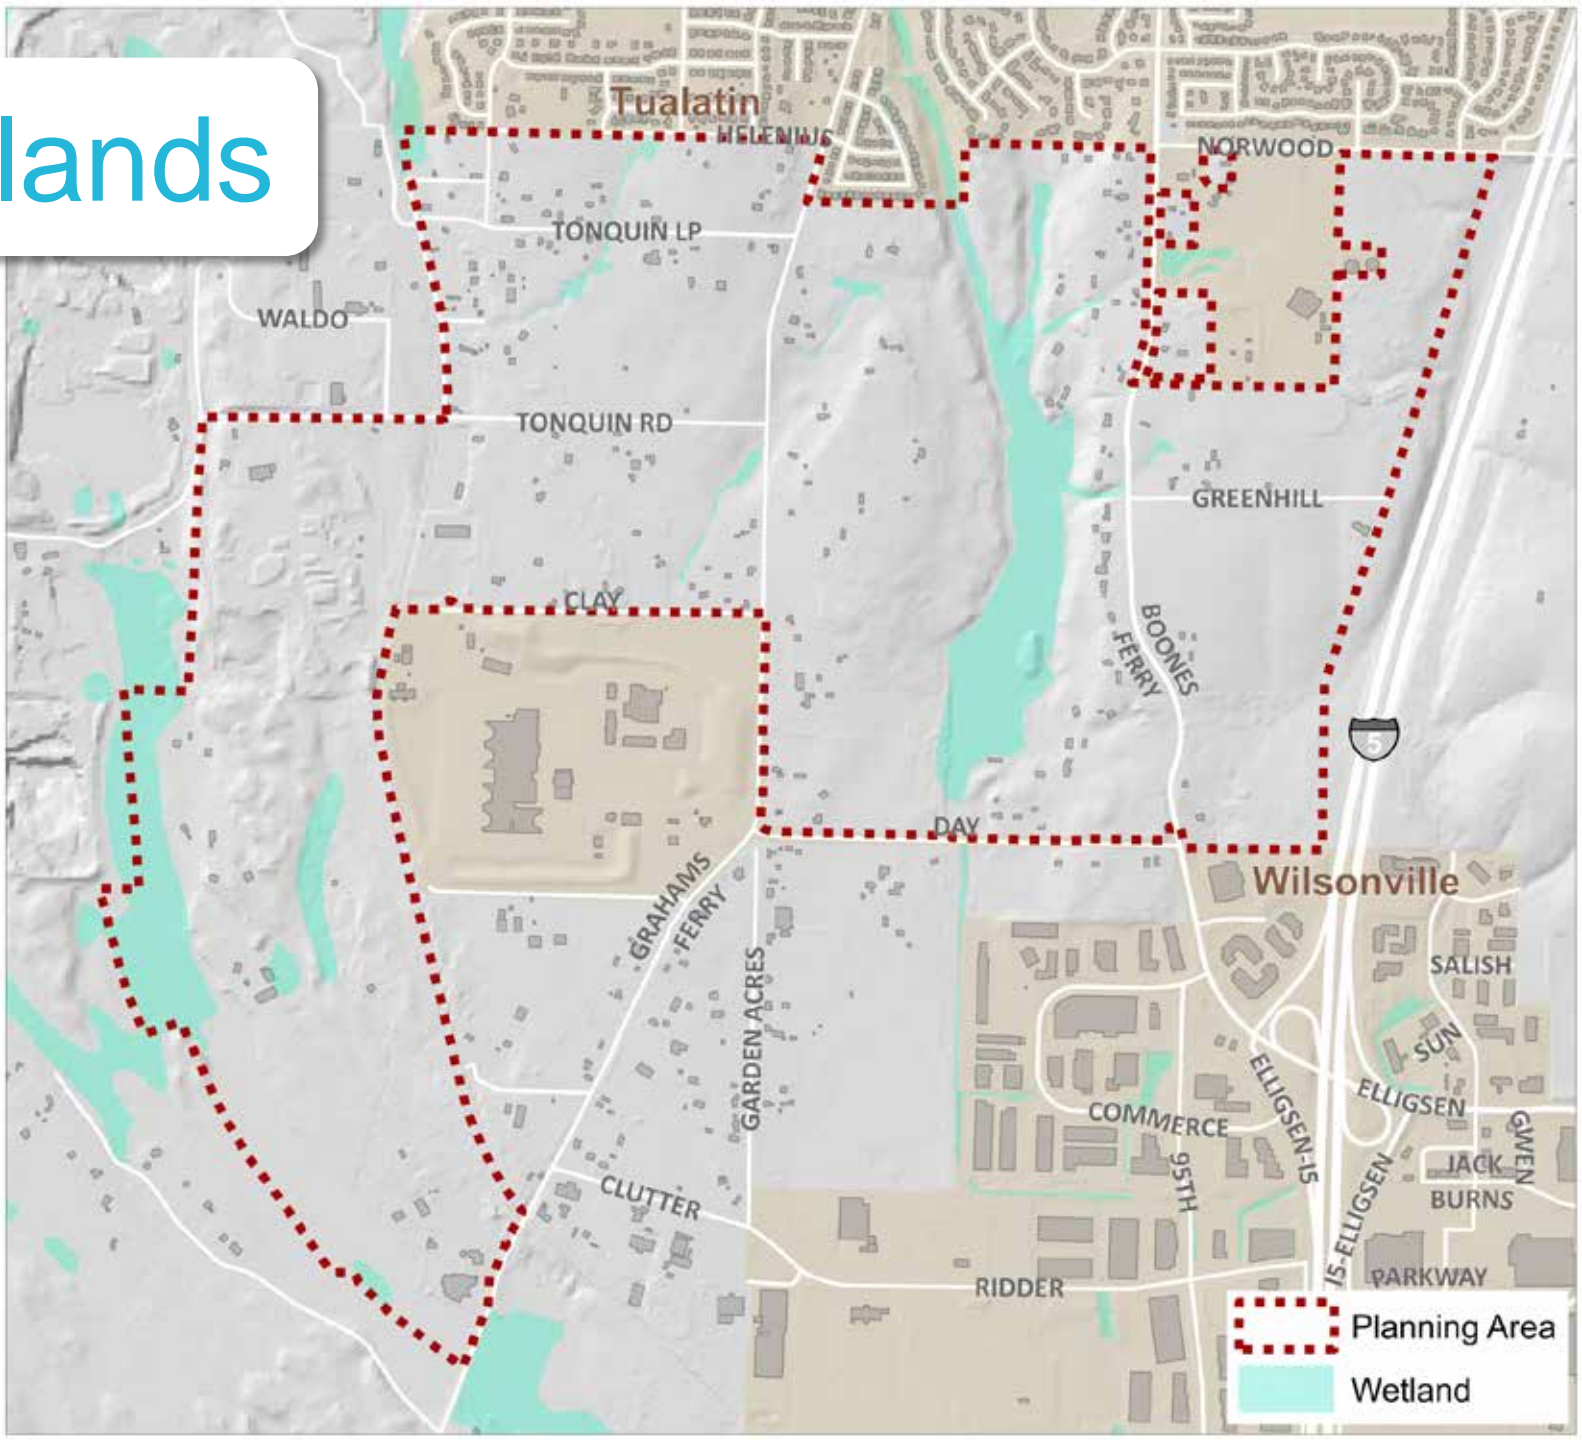 lands
Tualatin
HELENIUS
NORWOOD
TONQUIN LP
WALDO
TONQUIN RD
GREENHILL
CLAY
BOONES
FERRY
5
DAY
GRAHAMS
FERRY
Wilsonville
GARDEN ACRES
SALISH
SUN
ELLIGSEN-I5
ELLIGSEN
COMMERCE
GWEN
95TH
JACK
BURNS
I5-ELLIGSEN
CLUTTER
RIDDER
PARKWAY
Planning Area
Wetland